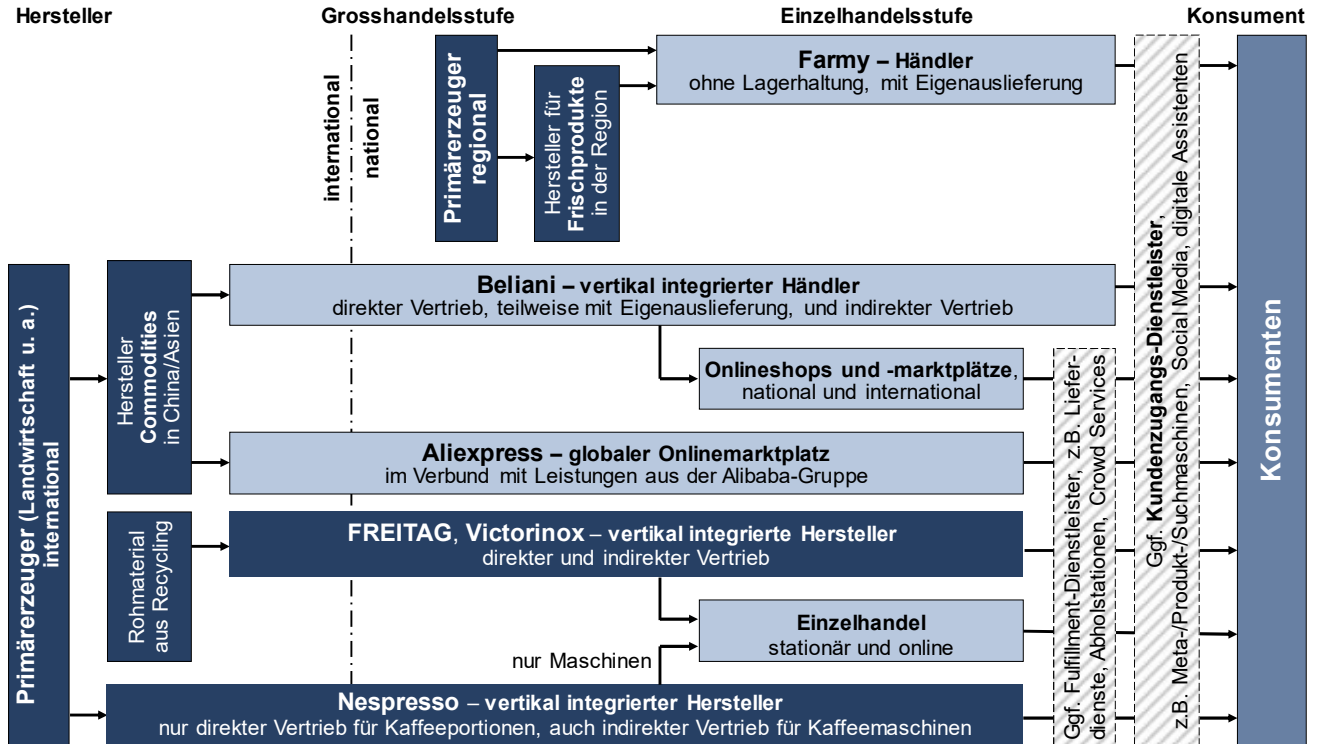 Hersteller
Grosshandelsstufe
Einzelhandelsstufe
Konsument
international
national
Primärerzeuger
regional
Hersteller für
Frischprodukte
in der Region
Farmy – Händler
ohne Lagerhaltung, mit Eigenauslieferung
Primärerzeuger (Landwirtschaft u. a.)
international
Hersteller
Commodities
in China/Asien
Beliani – vertikal integrierter Händler
direkter Vertrieb, teilweise mit Eigenauslieferung, und indirekter Vertrieb
Onlineshops und -marktplätze,
national und international
Aliexpress – globaler Onlinemarktplatz
im Verbund mit Leistungen aus der Alibaba-Gruppe
Rohmaterial
aus Recycling
FREITAG, Victorinox – vertikal integrierte Hersteller
direkter und indirekter Vertrieb
Einzelhandel
stationär und online
nur Maschinen
Nespresso – vertikal integrierter Hersteller
nur direkter Vertrieb für Kaffeeportionen, auch indirekter Vertrieb für Kaffeemaschinen
Ggf. Fulfillment-Dienstleister, z.B. Liefer-
dienste, Abholstationen, Crowd Services
Ggf. Kundenzugangs-Dienstleister,
z.B. Meta-/Produkt-/Suchmaschinen, Social Media, digitale Assistenten
Konsumenten